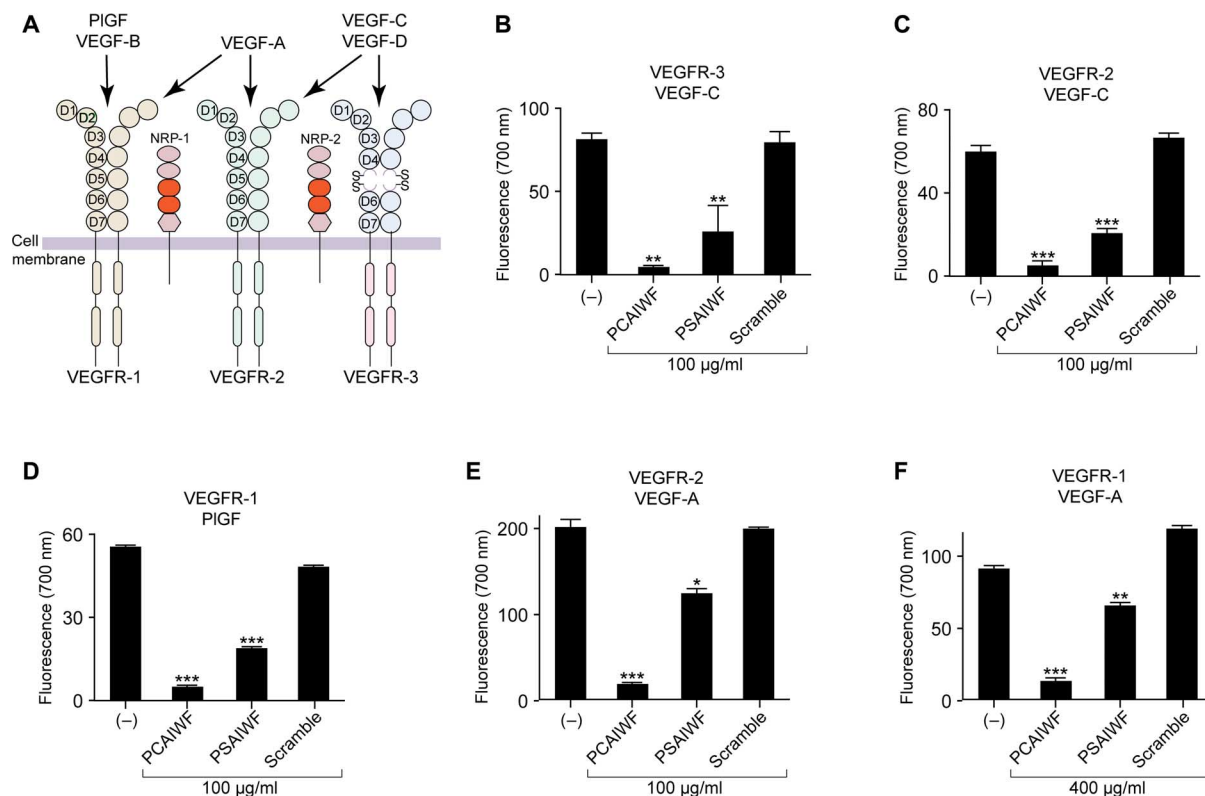 A
PlGF
VEGF-B
VEGF-A
VEGF-C
VEGF-D
D1
D2
D3
D4
D5
D6
D7
NRP-1
D1
D2
D3
D4
D5
D6
D7
NRP-2
D1
D2
D3
D4
S
S
S
S
D6
D7
Cell
membrane
VEGFR-1
VEGFR-2
VEGFR-3
B
VEGFR-3
VEGF-C
Fluorescence (700 nm)
100
50
0
**
**
(–)
PCAIWF
PSAIWF
Scramble
100 µg/ml
C
VEGFR-2
VEGF-C
Fluorescence (700 nm)
80
40
0
***
***
(–)
PCAIWF
PSAIWF
Scramble
100 µg/ml
D
VEGFR-1
PlGF
Fluorescence (700 nm)
60
30
0
***
***
(–)
PCAIWF
PSAIWF
Scramble
100 µg/ml
E
VEGFR-2
VEGF-A
Fluorescence (700 nm)
200
100
0
***
*
(–)
PCAIWF
PSAIWF
Scramble
100 µg/ml
F
VEGFR-1
VEGF-A
Fluorescence (700 nm)
100
50
0
***
**
(–)
PCAIWF
PSAIWF
Scramble
400 µg/ml